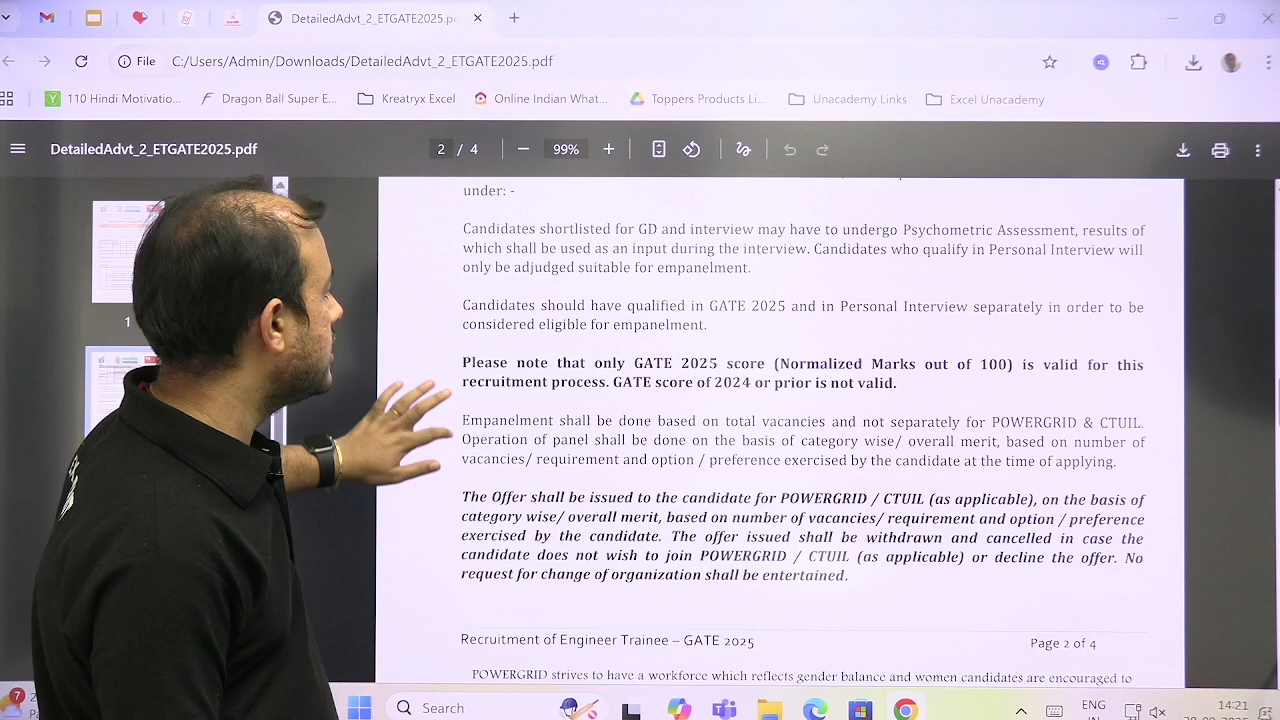 DetailedAdvt_2_ETGATE2025.p
File C:/Users/Admin/Downloads/DetailedAdvt_2_ETGATE2025.pdf
110 Hindi Motivatio... Dragon Ball Super E... Kreatryx Excel Online Indian What... Toppers Products Li... Unacademy Links Excel Unacademy
DetailedAdvt_2_ETGATE2025.pdf 2 / 4 99%
under: -
Candidates shortlisted for GD and interview may have to undergo Psychometric Assessment, results of
which shall be used as an input during the interview. Candidates who qualify in Personal Interview will
only be adjudged suitable for empanelment.
1
Candidates should have qualified in GATE 2025 and in Personal Interview separately in order to be
considered eligible for empanelment.
Please note that only GATE 2025 score (Normalized Marks out of 100) is valid for this
recruitment process. GATE score of 2024 or prior is not valid.
Empanelment shall be done based on total vacancies and not separately for POWERGRID & CTUIL.
Operation of panel shall be done on the basis of category wise/ overall merit, based on number of
vacancies/ requirement and option / preference exercised by the candidate at the time of applying.
The Offer shall be issued to the candidate for POWERGRID / CTUIL (as applicable), on the basis of
category wise/ overall merit, based on number of vacancies/ requirement and option / preference
exercised by the candidate. The offer issued shall be withdrawn and cancelled in case the
candidate does not wish to join POWERGRID / CTUIL (as applicable) or decline the offer. No
request for change of organization shall be entertained.
Recruitment of Engineer Trainee – GATE 2025 Page 2 of 4
POWERGRID strives to have a workforce which reflects gender balance and women candidates are encouraged to
7 Search ENG 14:21
IN